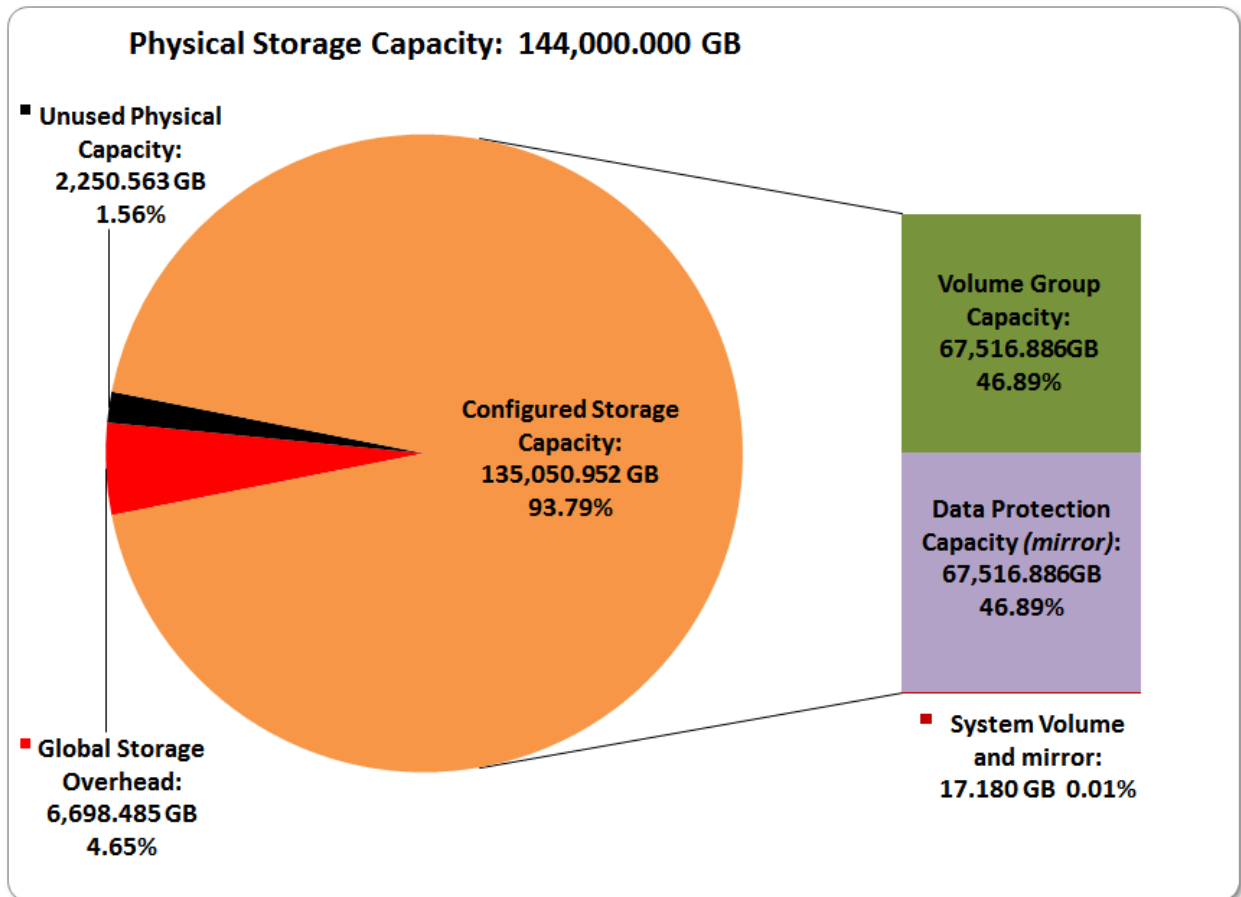 Physical Storage Capacity: 144,000.000 GB
Unused Physical
Capacity:
2,250.563 GB
1.56%
Configured Storage
Capacity:
135,050.952 GB
93.79%
Volume Group
Capacity:
67,516.886GB
46.89%
Data Protection
Capacity (mirror):
67,516.886GB
46.89%
System Volume
and mirror:
17.180 GB 0.01%
Global Storage
Overhead:
6,698.485 GB
4.65%